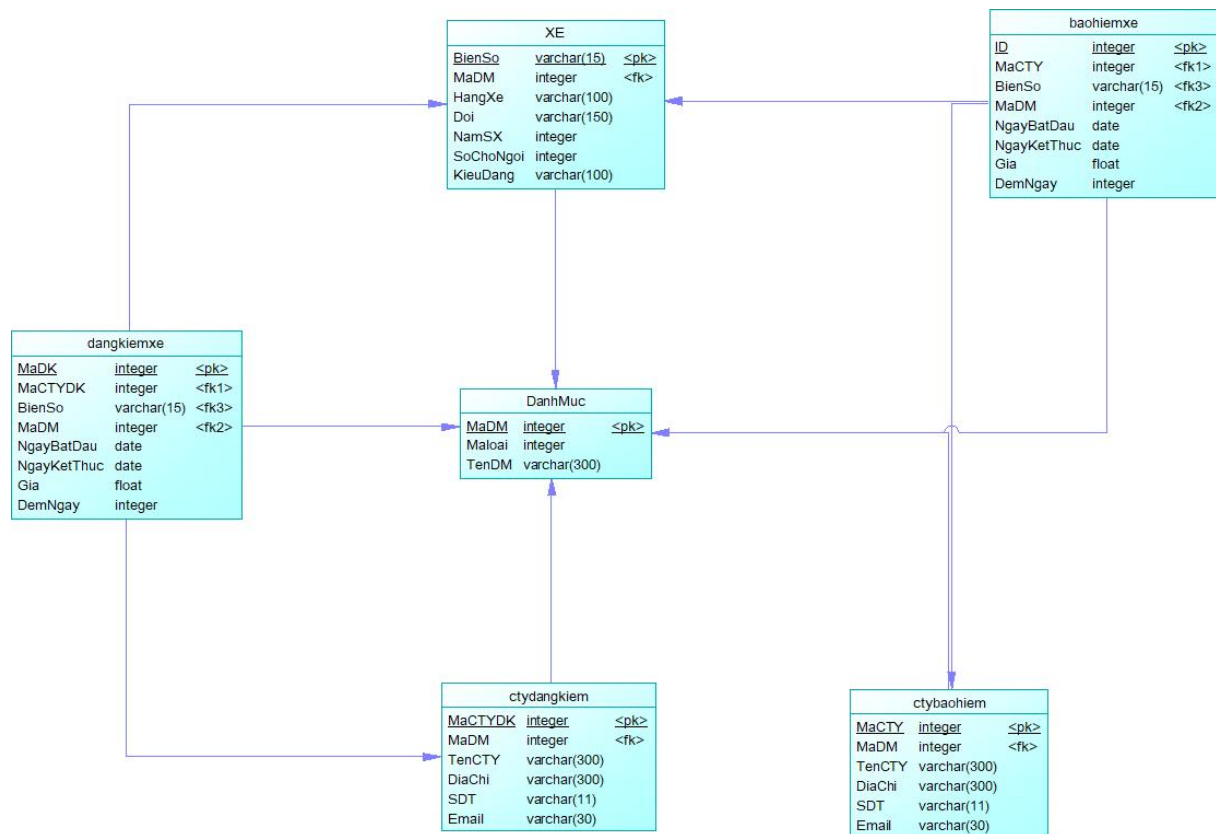 XE
BienSo varchar(15) <pk>
MaDM integer <fk>
HangXe varchar(100)
Doi varchar(150)
NamSX integer
SoChoNgoi integer
KieuDang varchar(100)
baohiemxe
ID integer <pk>
MaCTY integer <fk1>
BienSo varchar(15) <fk3>
MaDM integer <fk2>
NgayBatDau date
NgayKetThuc date
Gia float
DemNgay integer
dangkiemxe
MaDK integer <pk>
MaCTYDK integer <fk1>
BienSo varchar(15) <fk3>
MaDM integer <fk2>
NgayBatDau date
NgayKetThuc date
Gia float
DemNgay integer
DanhMuc
MaDM integer <pk>
Maloai integer
TenDM varchar(300)
ctydangkiem
MaCTYDK integer <pk>
MaDM integer <fk>
TenCTY varchar(300)
DiaChi varchar(300)
SDT varchar(11)
Email varchar(30)
ctybaohiem
MaCTY integer <pk>
MaDM integer <fk>
TenCTY varchar(300)
DiaChi varchar(300)
SDT varchar(11)
Email varchar(30)